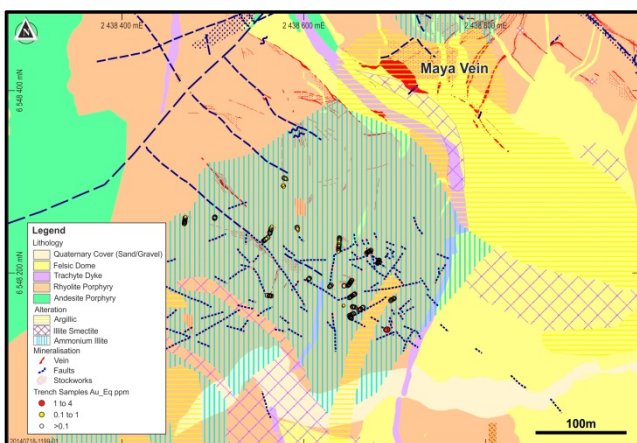 2 438 400 mE
2 438 600 mE
2 438 800 mE
N
Maya Vein
6 548 400 mN
6 548 200 mN
Legend
Lithology
Quaternary Cover (Sand/Gravel)
Felsic Dome
Trachyte Dyke
Rhyolite Porphyry
Andesite Porphyry
Alteration
Argillic
Illite Smectite
Ammonium Illite
Mineralisation
Vein
Faults
Stockworks
Trench Samples Au_Eq ppm
1 to 4
0.1 to 1
>0.1
20140718-1199-01
100m